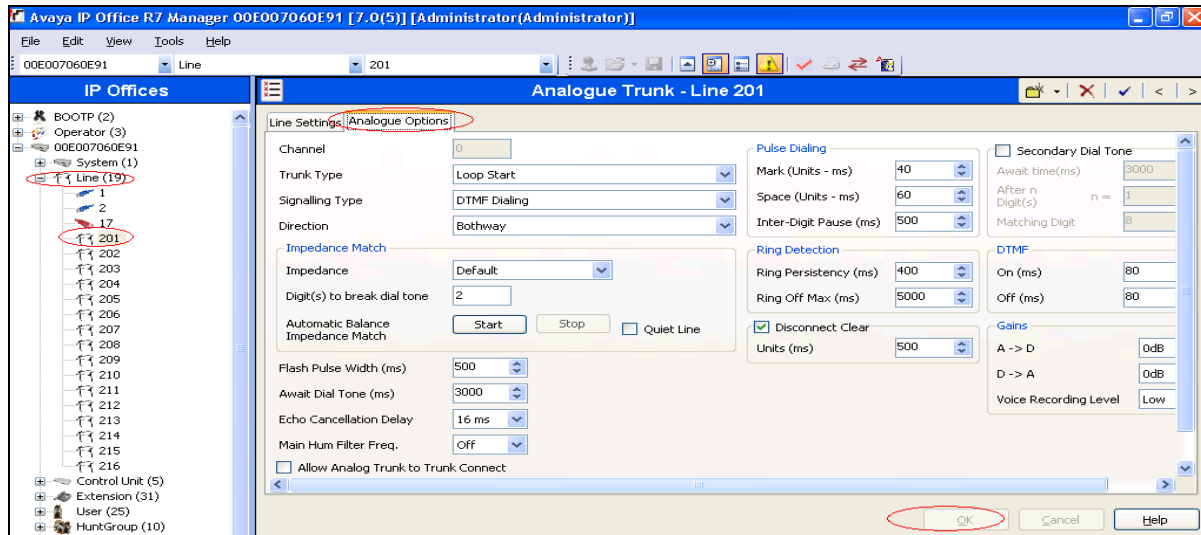 Avaya IP Office R7 Manager 00E007060E91 [7.0(5)] [Administrator(Administrator)]
File Edit View Tools Help
00E007060E91 Line 201
IP Offices
BOOTP (2)
Operator (3)
00E007060E91
System (1)
Line (19)
1
2
17
201
202
203
204
205
206
207
208
209
210
211
212
213
214
215
216
Control Unit (5)
Extension (31)
User (25)
HuntGroup (10)
Analogue Trunk - Line 201
Line Settings Analogue Options
Channel 0
Trunk Type Loop Start
Signalling Type DTMF Dialing
Direction Bothway
Impedance Match
Impedance Default
Digit(s) to break dial tone 2
Automatic Balance
Impedance Match Start Stop Quiet Line
Flash Pulse Width (ms) 500
Await Dial Tone (ms) 3000
Echo Cancellation Delay 16 ms
Main Hum Filter Freq. Off
Allow Analog Trunk to Trunk Connect
Pulse Dialing
Mark (Units - ms) 40
Space (Units - ms) 60
Inter-Digit Pause (ms) 500
Ring Detection
Ring Persistency (ms) 400
Ring Off Max (ms) 5000
Disconnect Clear
Units (ms) 500
Secondary Dial Tone
Await time(ms) 3000
After n
Digit(s) n = 1
Matching Digit 8
DTMF
On (ms) 80
Off (ms) 80
Gains
A -> D 0dB
D -> A 0dB
Voice Recording Level Low
OK Cancel Help